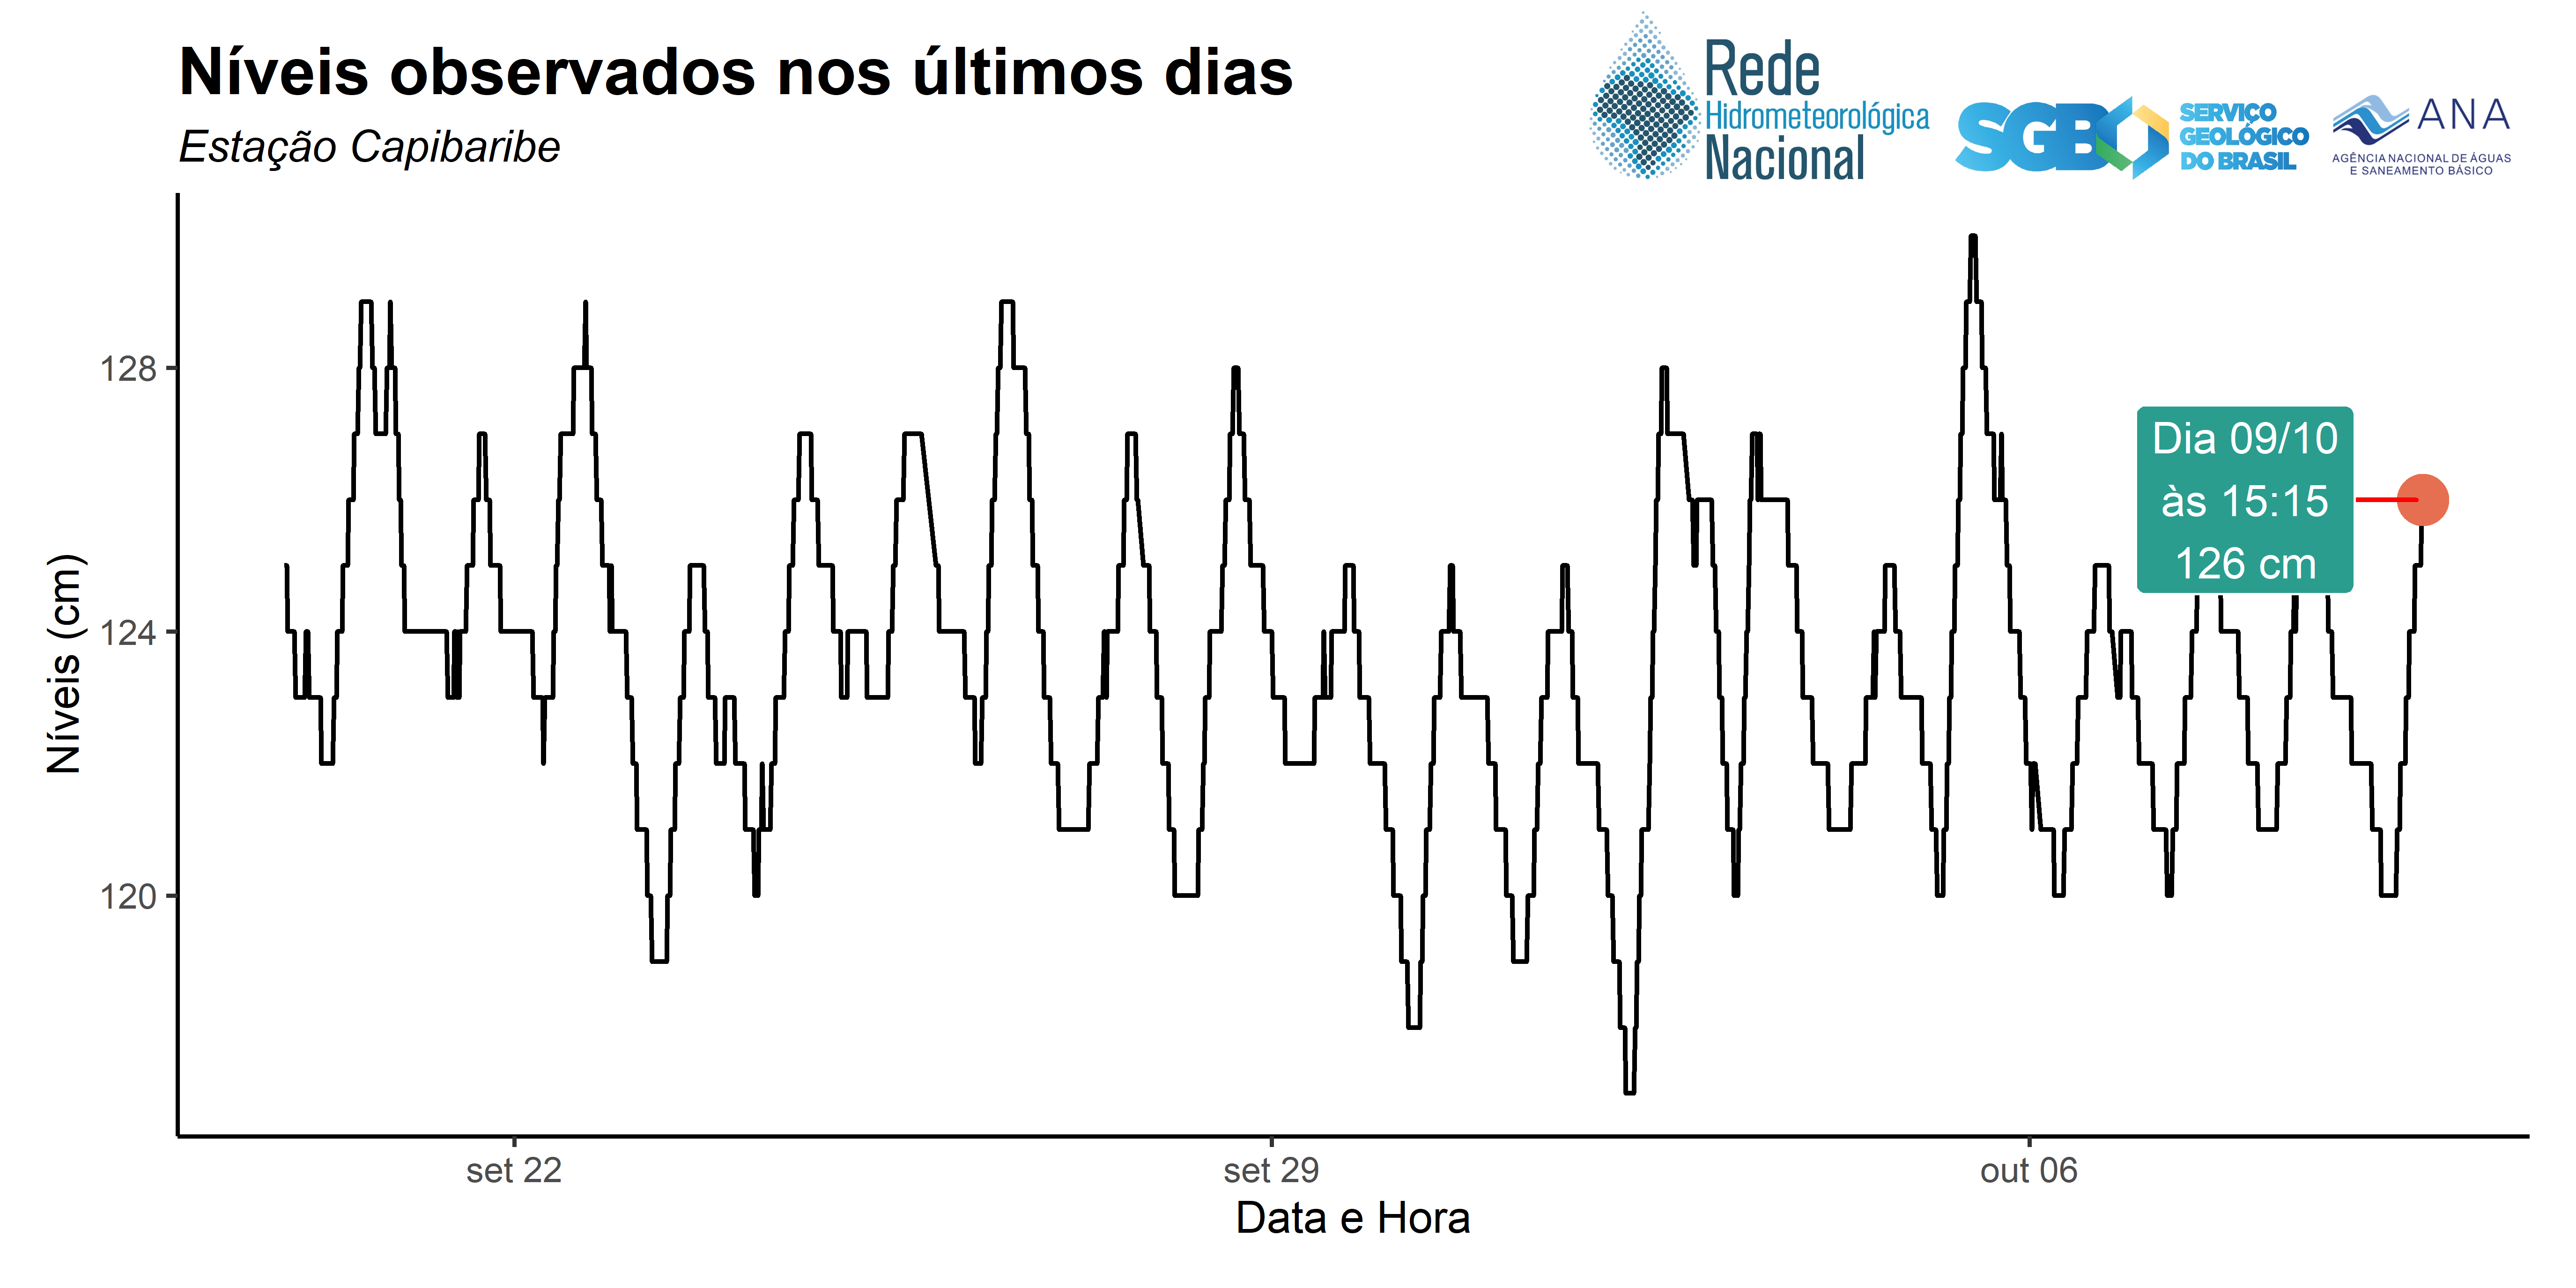 Níveis observados nos últimos dias
Estação Capibaribe
Rede
Hidrometeorológica
Nacional
SGB
SERVIÇO
GEOLÓGICO
DO BRASIL
ANA
AGÊNCIA NACIONAL DE ÁGUAS
E SANEAMENTO BÁSICO
Níveis (cm)
128
124
120
Dia 09/10
às 15:15
126 cm
set 22
set 29
out 06
Data e Hora